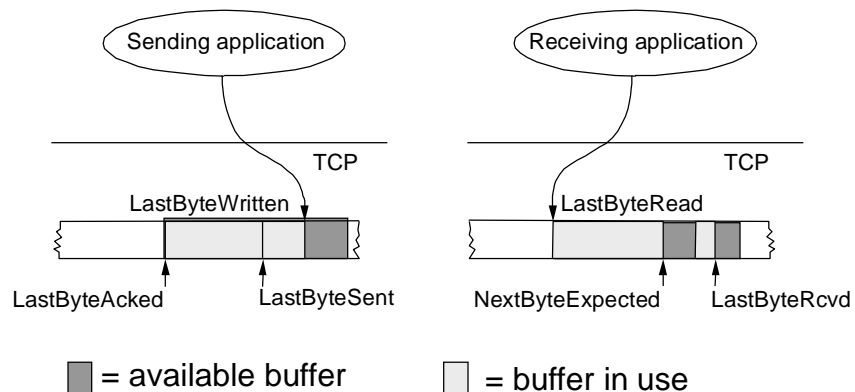 Sending application
Receiving application
TCP
TCP
LastByteWritten
LastByteRead
LastByteAcked
LastByteSent
NextByteExpected
LastByteRcvd
= available buffer
= buffer in use